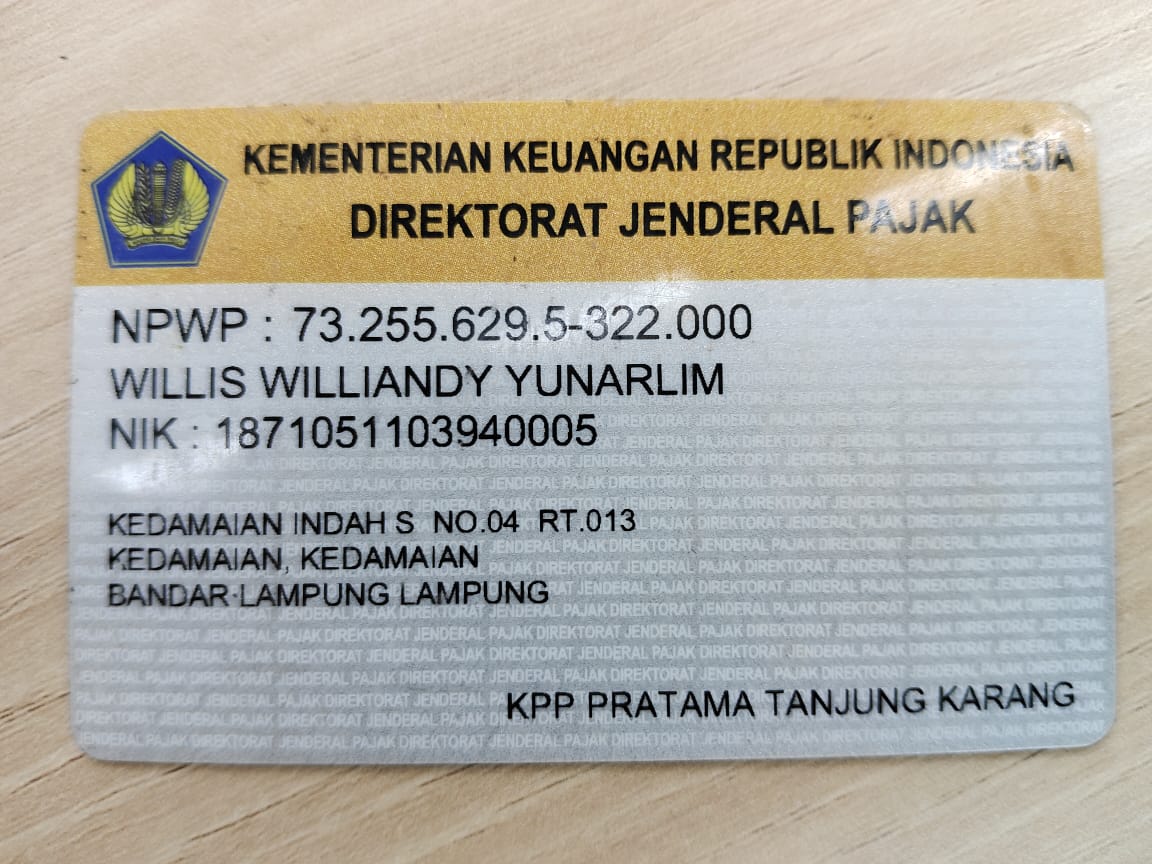 KEMENTERIAN KEUANGAN REPUBLIK INDONESIA
DIREKTORAT JENDERAL PAJAK
NPWP : 73.255.629.5-322.000
WILLIS WILLIANDY YUNARLIM
NIK : 1871051103940005
KEDAMAIAN INDAH S NO.04 RT.013
KEDAMAIAN, KEDAMAIAN
BANDAR LAMPUNG LAMPUNG
KPP PRATAMA TANJUNG KARANG